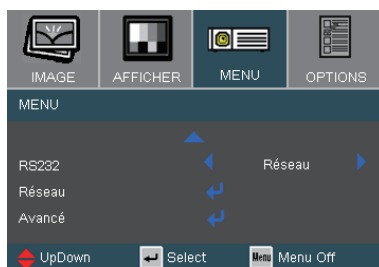 IMAGE AFFICHER MENU OPTIONS
MENU
RS232 Réseau
Réseau
Avancé
UpDown Select Menu Menu Off